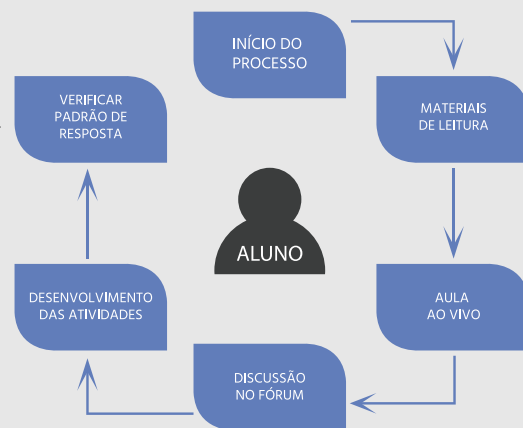 INÍCIO DO
PROCESSO
MATERIAIS
DE LEITURA
AULA
AO VIVO
DISCUSSÃO
NO FÓRUM
DESENVOLVIMENTO
DAS ATIVIDADES
VERIFICAR
PADRÃO DE
RESPOSTA
ALUNO